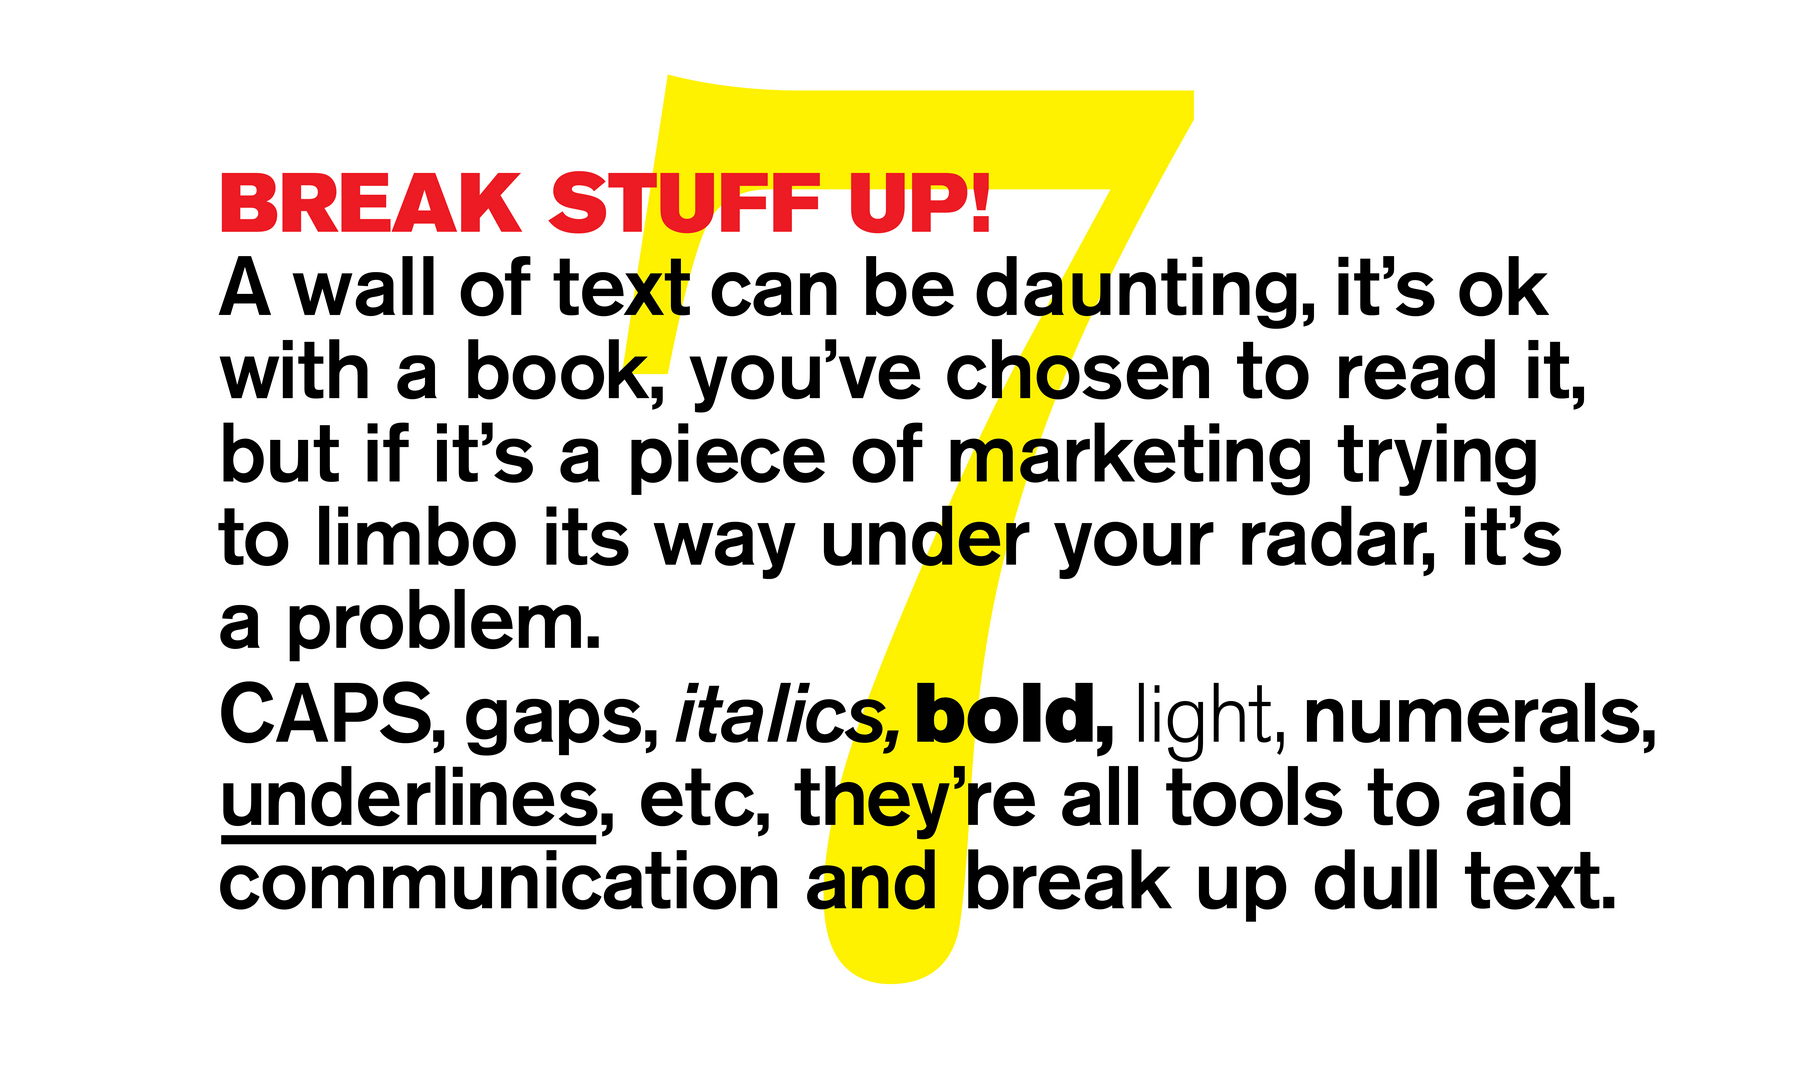 7
BREAK STUFF UP!
A wall of text can be daunting, it’s ok
with a book, you’ve chosen to read it,
but if it’s a piece of marketing trying
to limbo its way under your radar, it’s
a problem.
CAPS, gaps, italics, bold, light, numerals,
underlines, etc, they’re all tools to aid
communication and break up dull text.